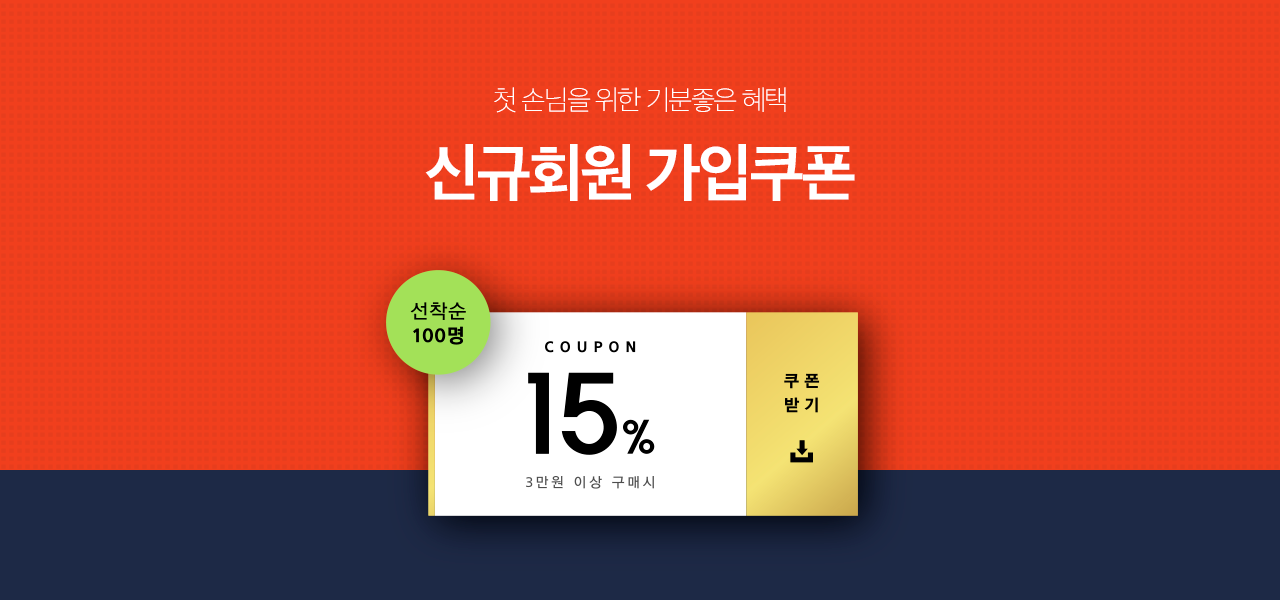 첫 손님을 위한 기분좋은 혜택
신규회원 가입쿠폰
선착순
100명
COUPON
15%
3만원 이상 구매시
쿠폰
받기